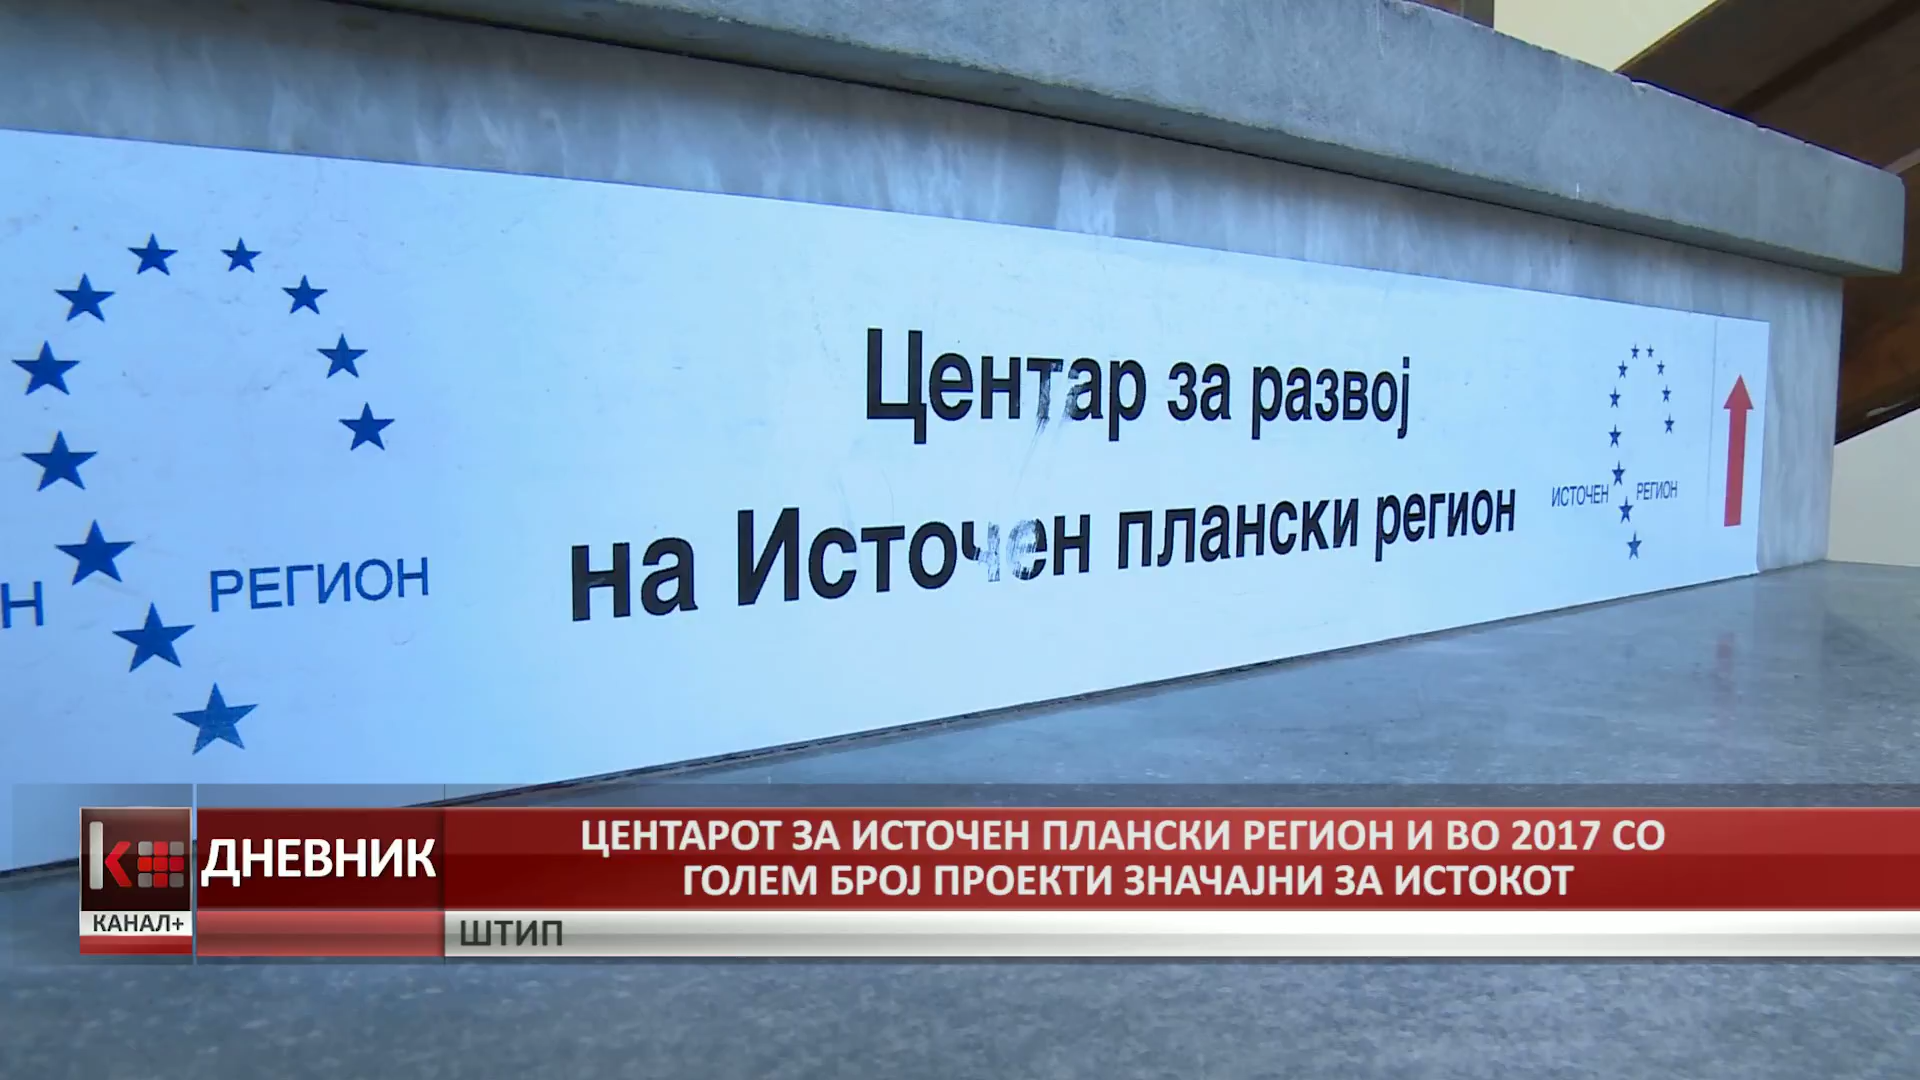 Центар за развој
на Источен плански регион
РЕГИОН
ИСТОЧЕН РЕГИОН
ДНЕВНИК
ЦЕНТАРОТ ЗА ИСТОЧЕН ПЛАНСКИ РЕГИОН И ВО 2017 СО
ГОЛЕМ БРОЈ ПРОЕКТИ ЗНАЧАЈНИ ЗА ИСТОКОТ
КАНАЛ+
ШТИП